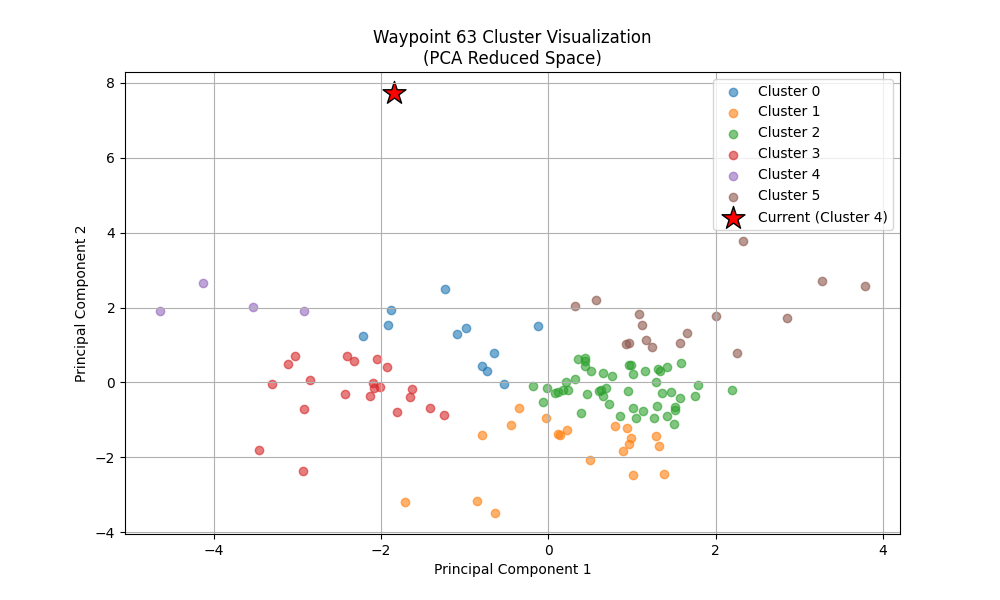 Waypoint 63 Cluster Visualization
(PCA Reduced Space)
8
6
4
2
0
−2
−4
Principal Component 2
Cluster 0
Cluster 1
Cluster 2
Cluster 3
Cluster 4
Cluster 5
Current (Cluster 4)
−4 −2 0 2 4
Principal Component 1